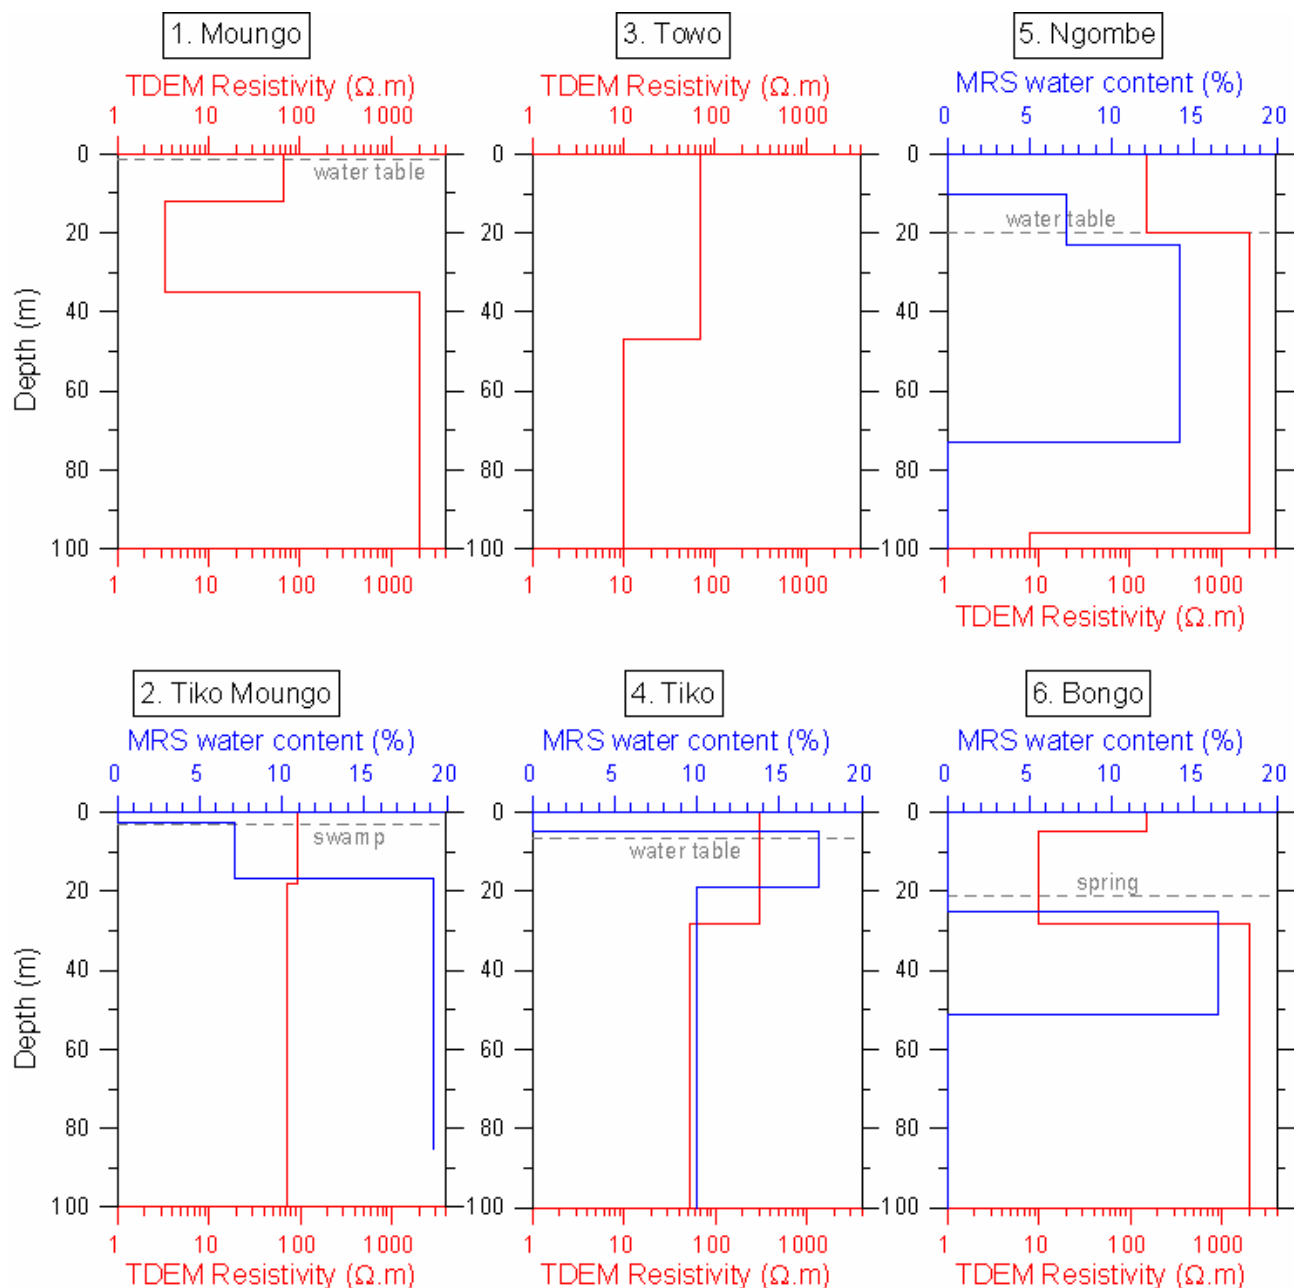 1. Moungo
TDEM Resistivity (Ω.m)
1 10 100 1000
0
20
40
60
80
100
Depth (m)
water table
1 10 100 1000
3. Towo
TDEM Resistivity (Ω.m)
1 10 100 1000
0
20
40
60
80
100
1 10 100 1000
5. Ngombe
MRS water content (%)
0 5 10 15 20
0
20
40
60
80
100
water table
1 10 100 1000
TDEM Resistivity (Ω.m)
2. Tiko Moungo
MRS water content (%)
0 5 10 15 20
0
20
40
60
80
100
Depth (m)
swamp
1 10 100 1000
TDEM Resistivity (Ω.m)
4. Tiko
MRS water content (%)
0 5 10 15 20
0
20
40
60
80
100
water table
1 10 100 1000
TDEM Resistivity (Ω.m)
6. Bongo
MRS water content (%)
0 5 10 15 20
0
20
40
60
80
100
spring
1 10 100 1000
TDEM Resistivity (Ω.m)